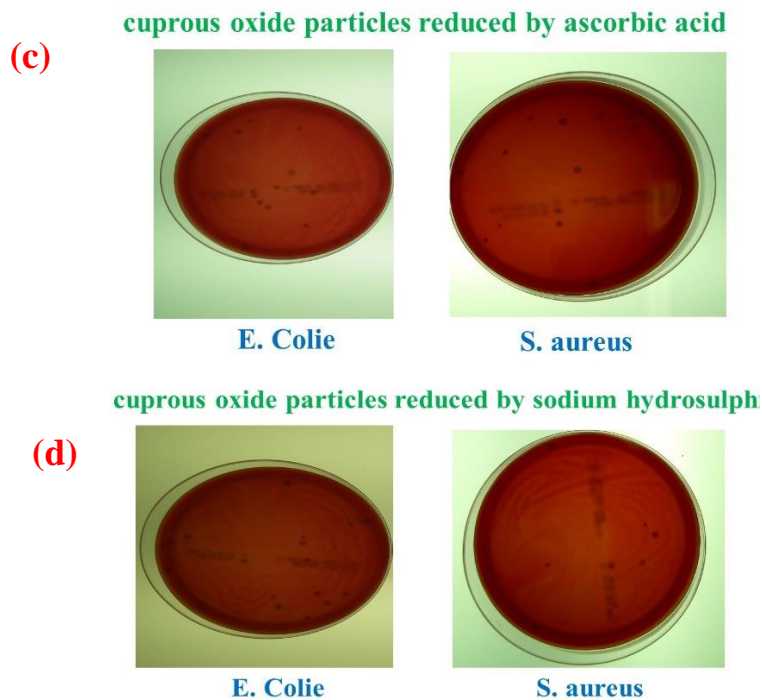 cuprous oxide particles reduced by ascorbic acid
(c)
E. Colie
S. aureus
cuprous oxide particles reduced by sodium hydrosulphi
(d)
E. Colie
S. aureus